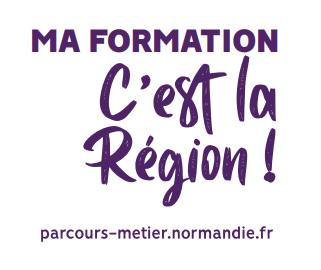 MA FORMATION
C'est la
Région !
parcours-metier.normandie.fr